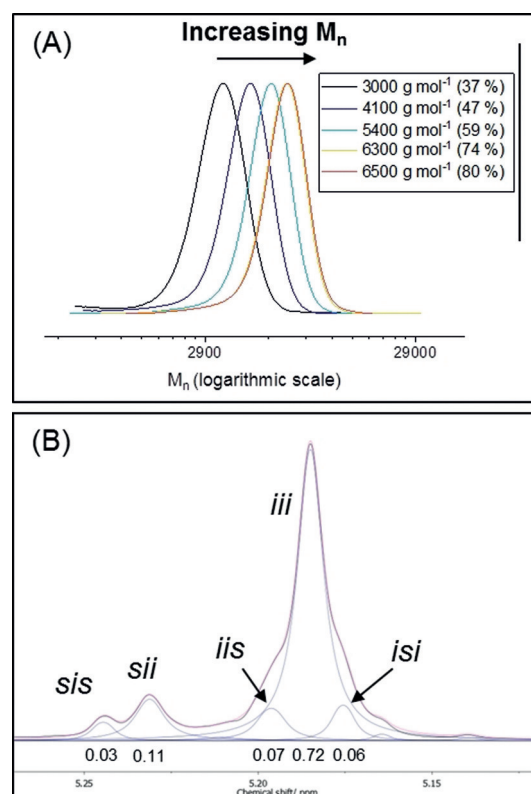 (A)
Increasing Mn
3000 g mol-1 (37 %)
4100 g mol-1 (47 %)
5400 g mol-1 (59 %)
6300 g mol-1 (74 %)
6500 g mol-1 (80 %)
2900 29000
Mn (logarithmic scale)
(B)
iii
sis sii iis isi
0.03 0.11 0.07 0.72 0.06
5.25 5.20 5.15
Chemical shift/ ppm